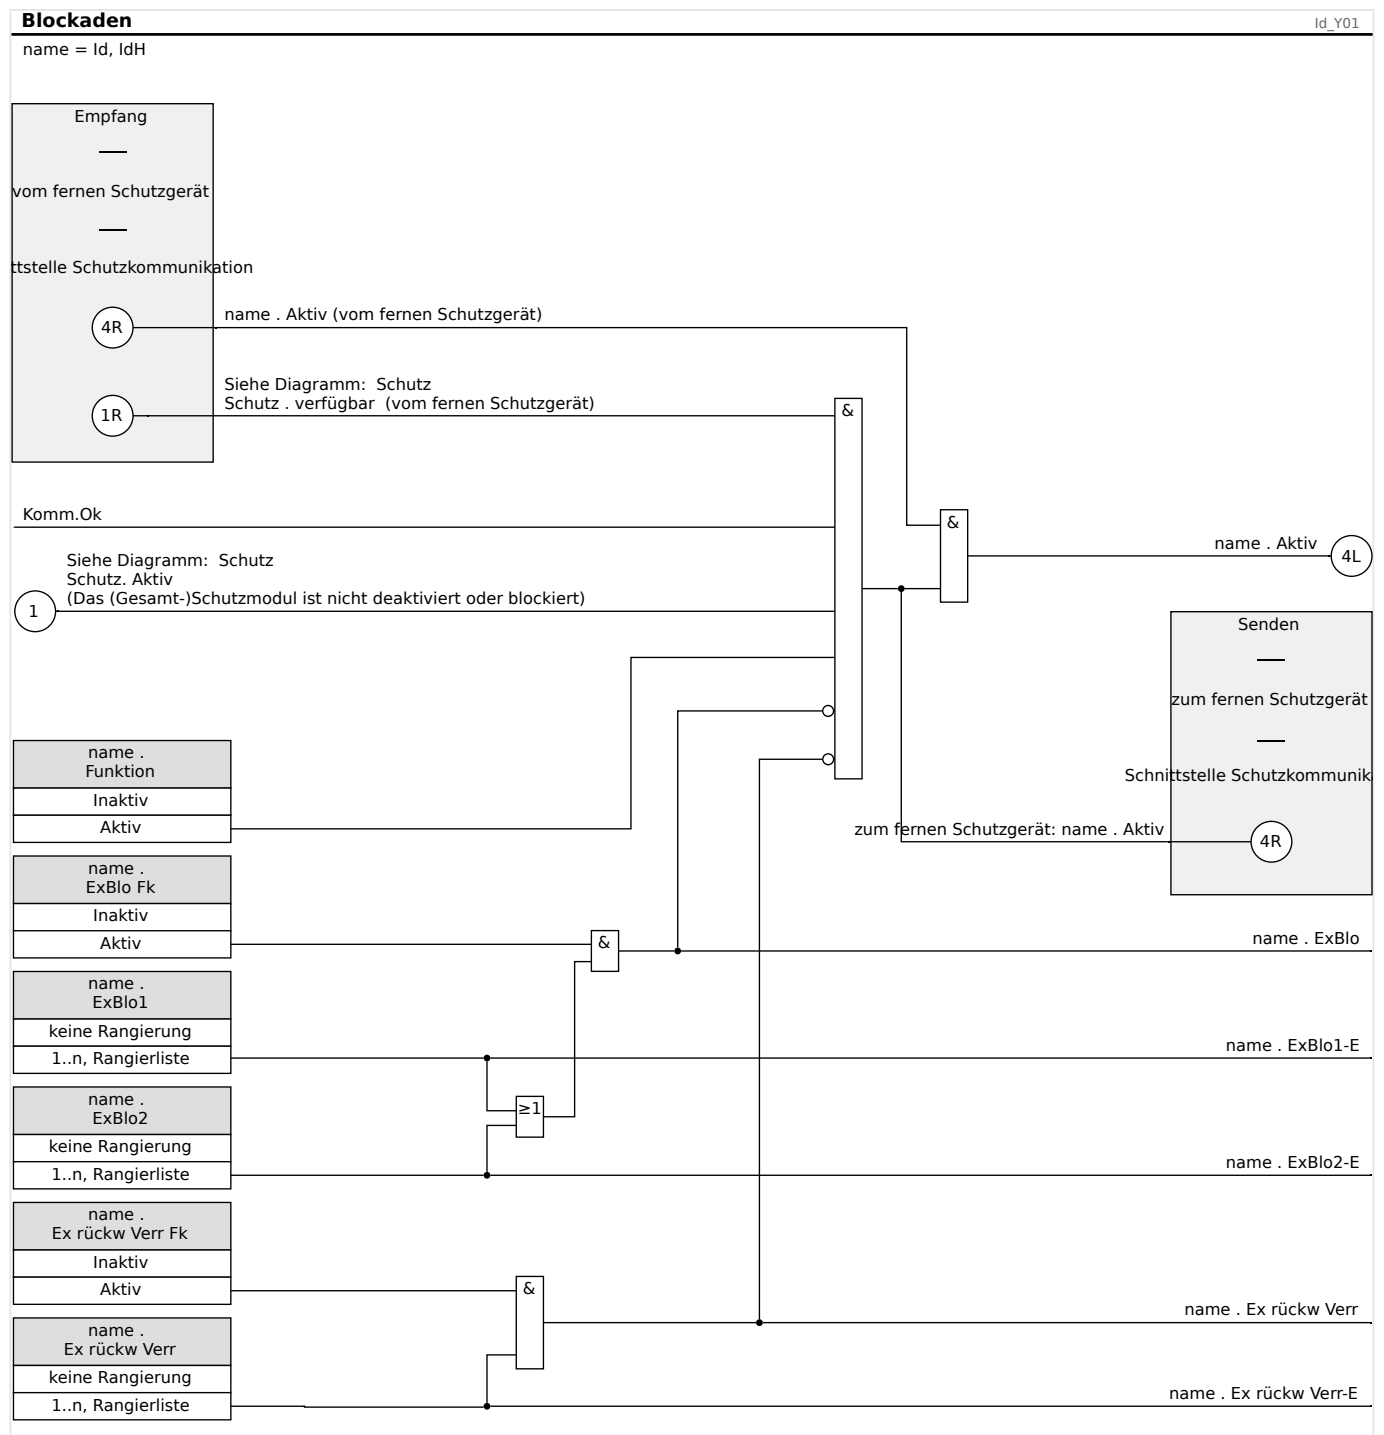 Blockaden
Id_Y01
name = Id, IdH
Empfang
vom fernen Schutzgerät
ttstelle Schutzkommunikation
4R
name . Aktiv (vom fernen Schutzgerät)
Siehe Diagramm: Schutz
1R
Schutz . verfügbar (vom fernen Schutzgerät)
&
Komm.Ok
&
name . Aktiv
4L
Siehe Diagramm: Schutz
Schutz. Aktiv
(Das (Gesamt-)Schutzmodul ist nicht deaktiviert oder blockiert)
1
Senden
zum fernen Schutzgerät
Schnittstelle Schutzkommunik
zum fernen Schutzgerät: name . Aktiv
4R
name .
Funktion
Inaktiv
Aktiv
name .
ExBlo Fk
Inaktiv
Aktiv
&
name . ExBlo
name .
ExBlo1
keine Rangierung
1..n, Rangierliste
name . ExBlo1-E
≥1
name .
ExBlo2
keine Rangierung
1..n, Rangierliste
name . ExBlo2-E
name .
Ex rückw Verr Fk
Inaktiv
Aktiv
&
name . Ex rückw Verr
name .
Ex rückw Verr
keine Rangierung
1..n, Rangierliste
name . Ex rückw Verr-E